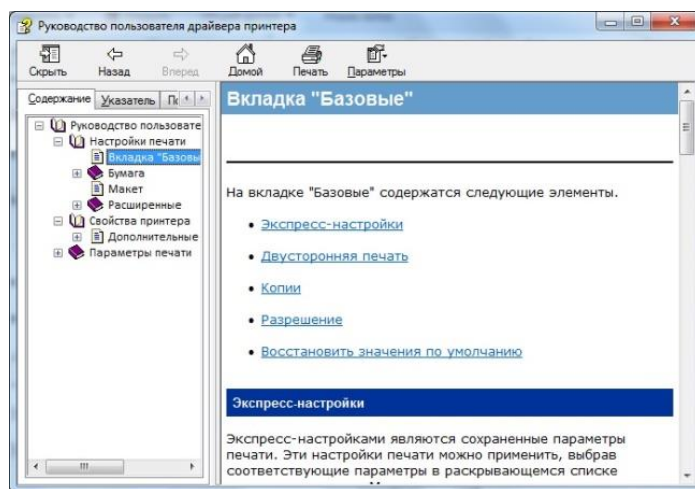 Руководство пользователя драйвера принтера
Скрыть Назад Вперед Домой Печать Параметры
Содержание Указатель
Руководство пользовате
Настройки печати
Вкладка "Базовы
Бумага
Макет
Расширенные
Свойства принтера
Дополнительные
Параметры печати
Вкладка "Базовые"
На вкладке "Базовые" содержатся следующие элементы.
• Экспресс-настройки
• Двусторонняя печать
• Копии
• Разрешение
• Восстановить значения по умолчанию
Экспресс-настройки
Экспресс-настройками являются сохраненные параметры
печати. Эти настройки печати можно применить, выбрав
соответствующие параметры в раскрывающемся списке